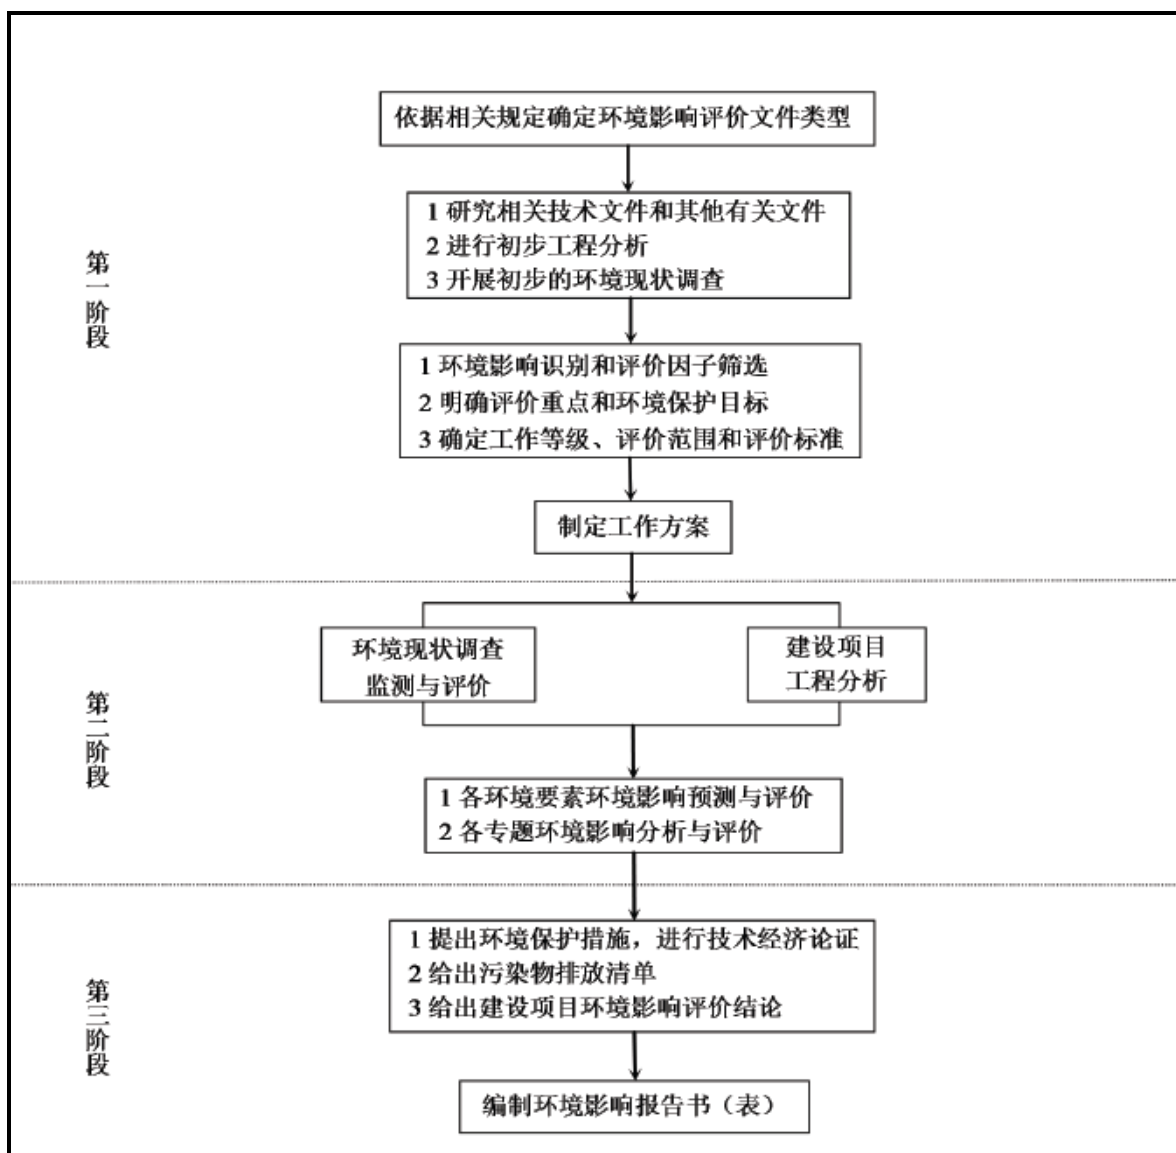 依据相关规定确定环境影响评价文件类型
1 研究相关技术文件和其他有关文件
2 进行初步工程分析
3 开展初步的环境现状调查
第一阶段
1 环境影响识别和评价因子筛选
2 明确评价重点和环境保护目标
3 确定工作等级、评价范围和评价标准
制定工作方案
环境现状调查
监测与评价
建设项目
工程分析
第二阶段
1 各环境要素环境影响预测与评价
2 各专题环境影响分析与评价
1 提出环境保护措施，进行技术经济论证
2 给出污染物排放清单
3 给出建设项目环境影响评价结论
第三阶段
编制环境影响报告书（表）